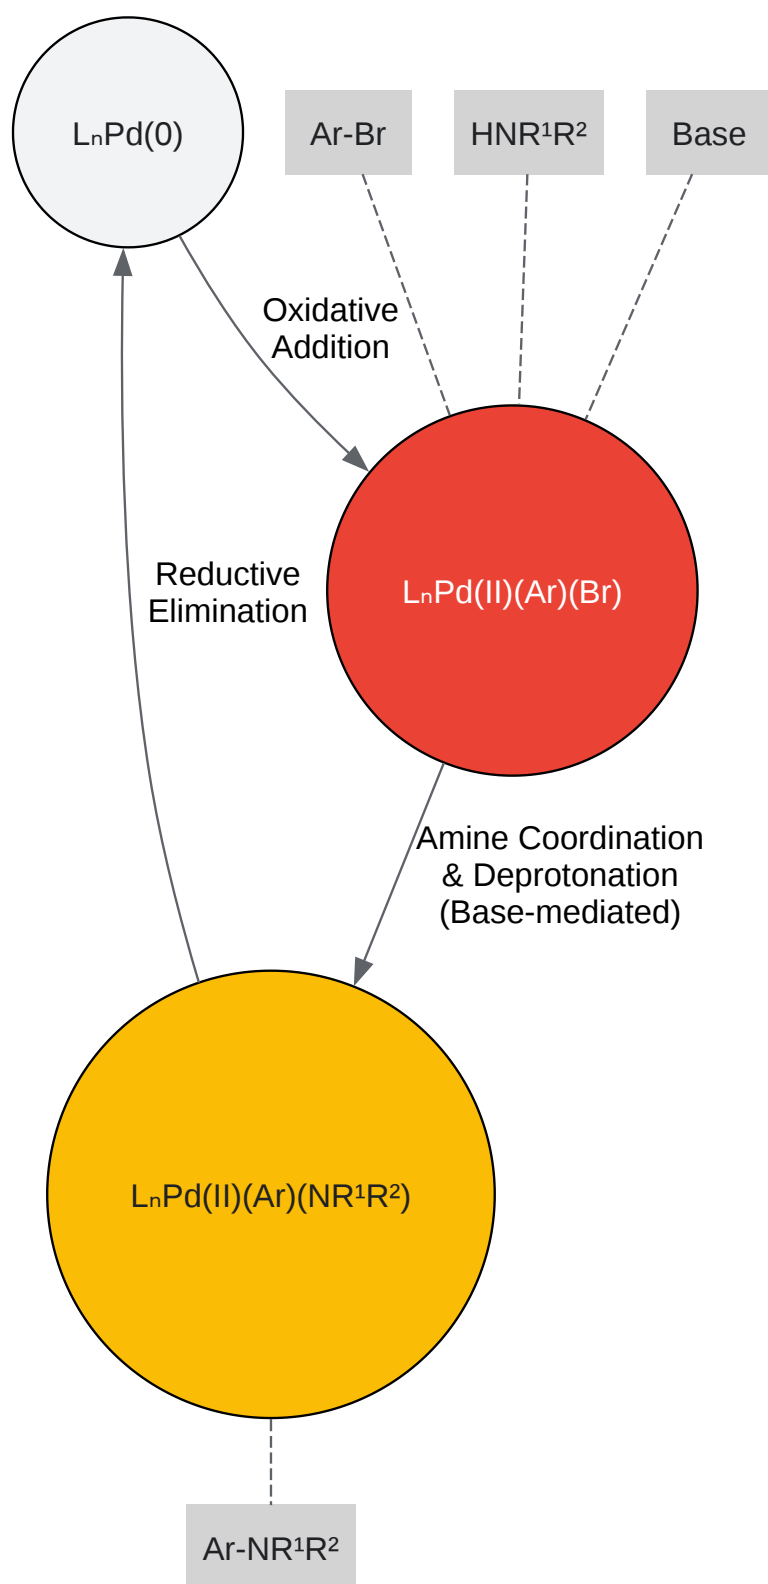 LₙPd(0)
Ar-Br
HNR¹R²
Base
Oxidative
Addition
Reductive
Elimination
LₙPd(II)(Ar)(Br)
Amine Coordination
& Deprotonation
(Base-mediated)
LₙPd(II)(Ar)(NR¹R²)
Ar-NR¹R²